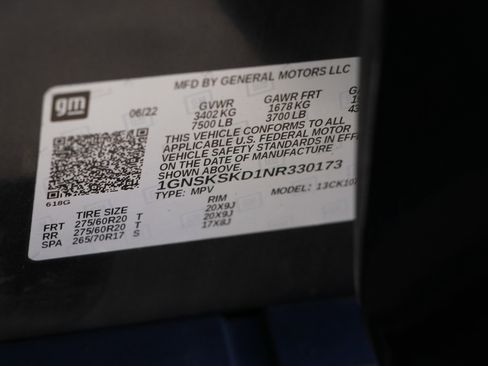 gm
MFD BY GENERAL MOTORS LLC
06/22
GVWR
3402 KG
7500 LB
GAWR FRT
1678 KG
3700 LB
THIS VEHICLE CONFORMS TO ALL
APPLICABLE U.S. FEDERAL MOTOR
VEHICLE SAFETY STANDARDS IN
ON THE DATE OF MANUFACTURE
SHOWN ABOVE.
1GNSKSKD1NR330173
TYPE: MPV
MODEL:
618G
TIRE SIZE
RIM
FRT 275/60R20 T 20X9J
RR 275/60R20 T 20X9J
SPA 265/70R17 S 17X8J